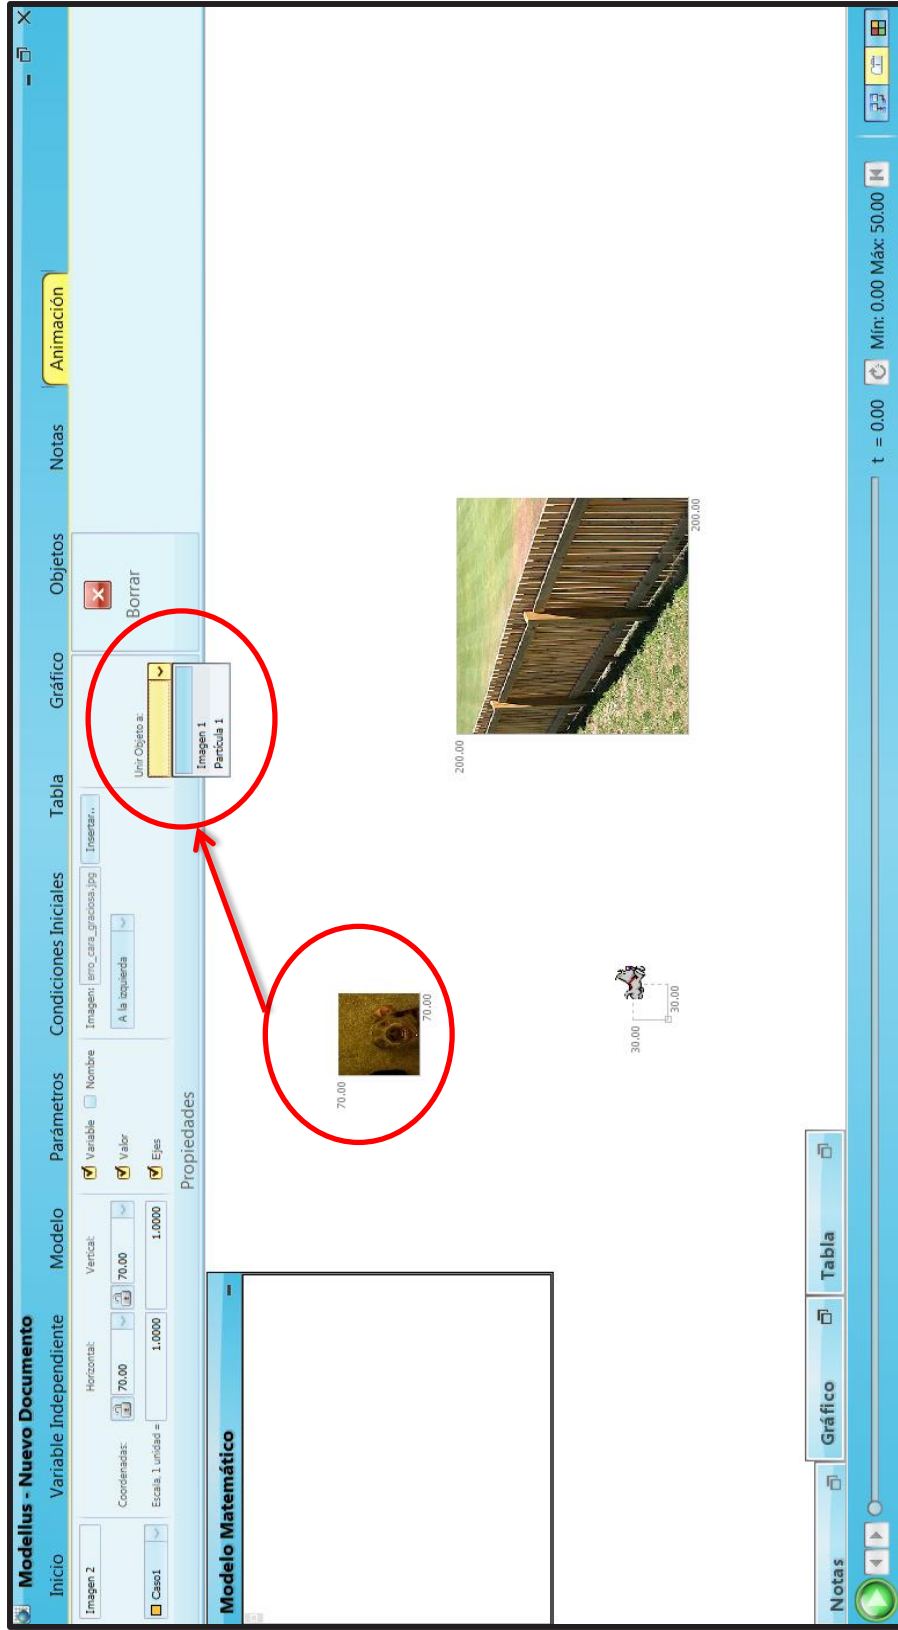 Modellus - Nuevo Documento
Inicio Variable Independiente Modelo Parámetros Condiciones Iniciales Tabla Gráfico Objetos Notas Animación
Imagen 2
Caso1
Horizontal: Vertical:
Coordenadas: 70.00 70.00
Escala. 1 unidad = 1.0000 1.0000
Variable Nombre
Valor
Ejes
Imagen: erro_cara_graciosa.jpg Insertar..
A la izquierda
Unir Objeto a:
Imagen 1
Partícula 1
Borrar
Propiedades
Modelo Matemático
70.00
70.00
200.00
200.00
30.00
30.00
Notas Gráfico Tabla
t = 0.00 Mín: 0.00 Máx: 50.00